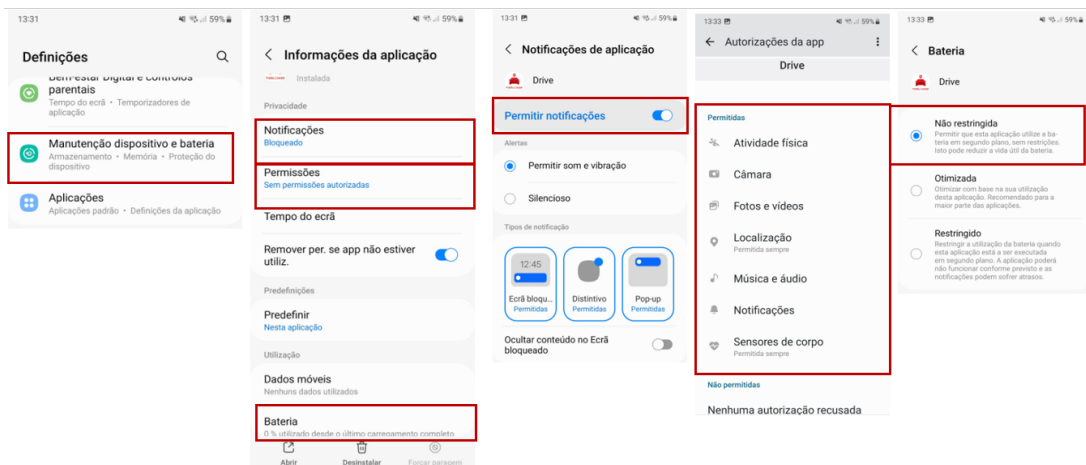 13:31
59%
Definições
Bem-estar Digital e controlos
parentais
Tempo do ecrã • Temporizadores de
aplicação
Manutenção dispositivo e bateria
Armazenamento • Memória • Proteção do
dispositivo
Aplicações
Aplicações padrão • Definições da aplicação
13:31
59%
Informações da aplicação
Instalada
Privacidade
Notificações
Bloqueado
Permissões
Sem permissões autorizadas
Tempo do ecrã
Remover per. se app não estiver
utiliz.
Predefinições
Predefinir
Nesta aplicação
Utilização
Dados móveis
Nenhuns dados utilizados
Bateria
0 % utilizado desde o último carregamento completo
Abrir
Desinstalar
Forçar paragem
13:31
59%
Notificações de aplicação
Drive
Permitir notificações
Alertas
Permitir som e vibração
Silencioso
Tipos de notificação
12:45
Ecrã bloqu...
Permitidas
Distintivo
Permitidas
Pop-up
Permitidas
Ocultar conteúdo no Ecrã
bloqueado
13:33
59%
Autorizações da app
Drive
Permitidas
Atividade física
Câmara
Fotos e vídeos
Localização
Permitida sempre
Música e áudio
Notificações
Sensores de corpo
Permitida sempre
Não permitidas
Nenhuma autorização recusada
13:33
59%
Bateria
Drive
Não restringida
Permitir que esta aplicação utilize a ba-
teria em segundo plano, sem restrições.
Isto pode reduzir a vida útil da bateria.
Otimizada
Otimizar com base na sua utilização
desta aplicação. Recomendado para a
maior parte das aplicações.
Restringido
Restringir a utilização da bateria quando
esta aplicação está a ser executada
em segundo plano. A aplicação poderá
não funcionar conforme previsto e as
notificações podem sofrer atrasos.